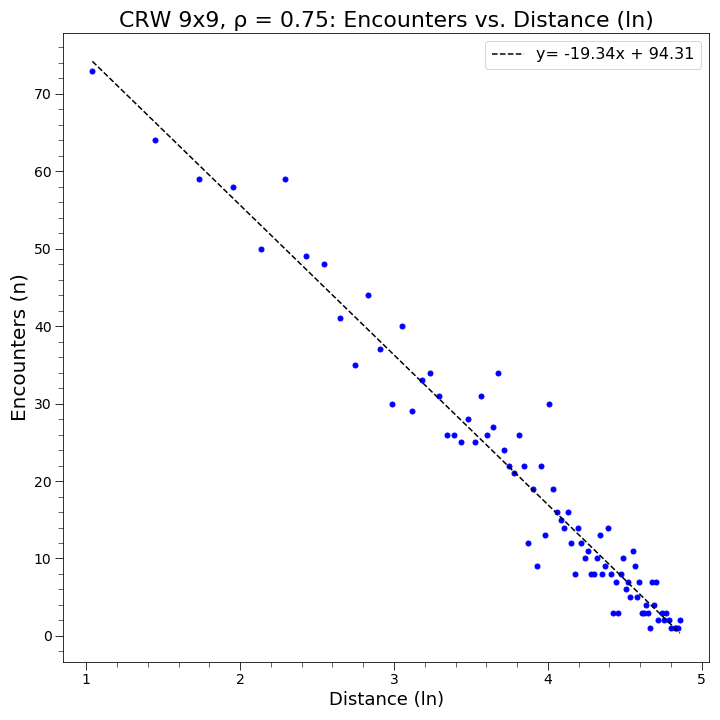 CRW 9x9, ρ = 0.75: Encounters vs. Distance (ln)
y= -19.34x + 94.31
Encounters (n)
70
60
50
40
30
20
10
0
1 2 3 4 5
Distance (ln)